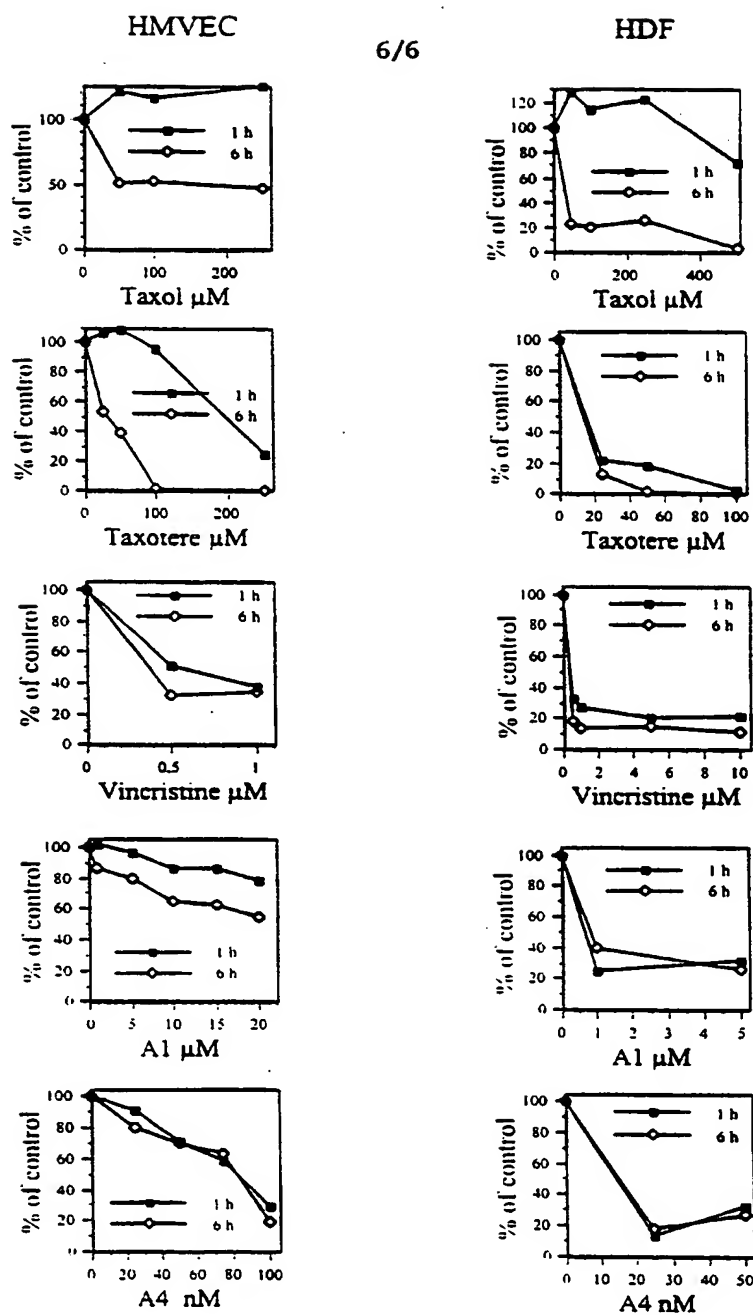 HMVEC
6/6
HDF
% of control
100
50
0
1 h
6 h
0 100 200
Taxol µM
% of control
120
100
80
60
40
20
0
1 h
6 h
0 200 400
Taxol µM
% of control
100
80
60
40
20
0
1 h
6 h
0 100 200
Taxotere µM
% of control
100
80
60
40
20
0
1 h
6 h
0 20 40 60 80 100
Taxotere µM
% of control
100
80
60
40
20
0
1 h
6 h
0 0.5 1
Vincristine µM
% of control
100
80
60
40
20
0
1 h
6 h
0 2 4 6 8 10
Vincristine µM
% of control
100
80
60
40
20
0
1 h
6 h
0 5 10 15 20
A1 µM
% of control
100
80
60
40
20
0
1 h
6 h
0 1 2 3 4 5
A1 µM
% of control
100
80
60
40
20
0
1 h
6 h
0 20 40 60 80 100
A4 nM
% of control
100
80
60
40
20
0
1 h
6 h
0 10 20 30 40 50
A4 nM